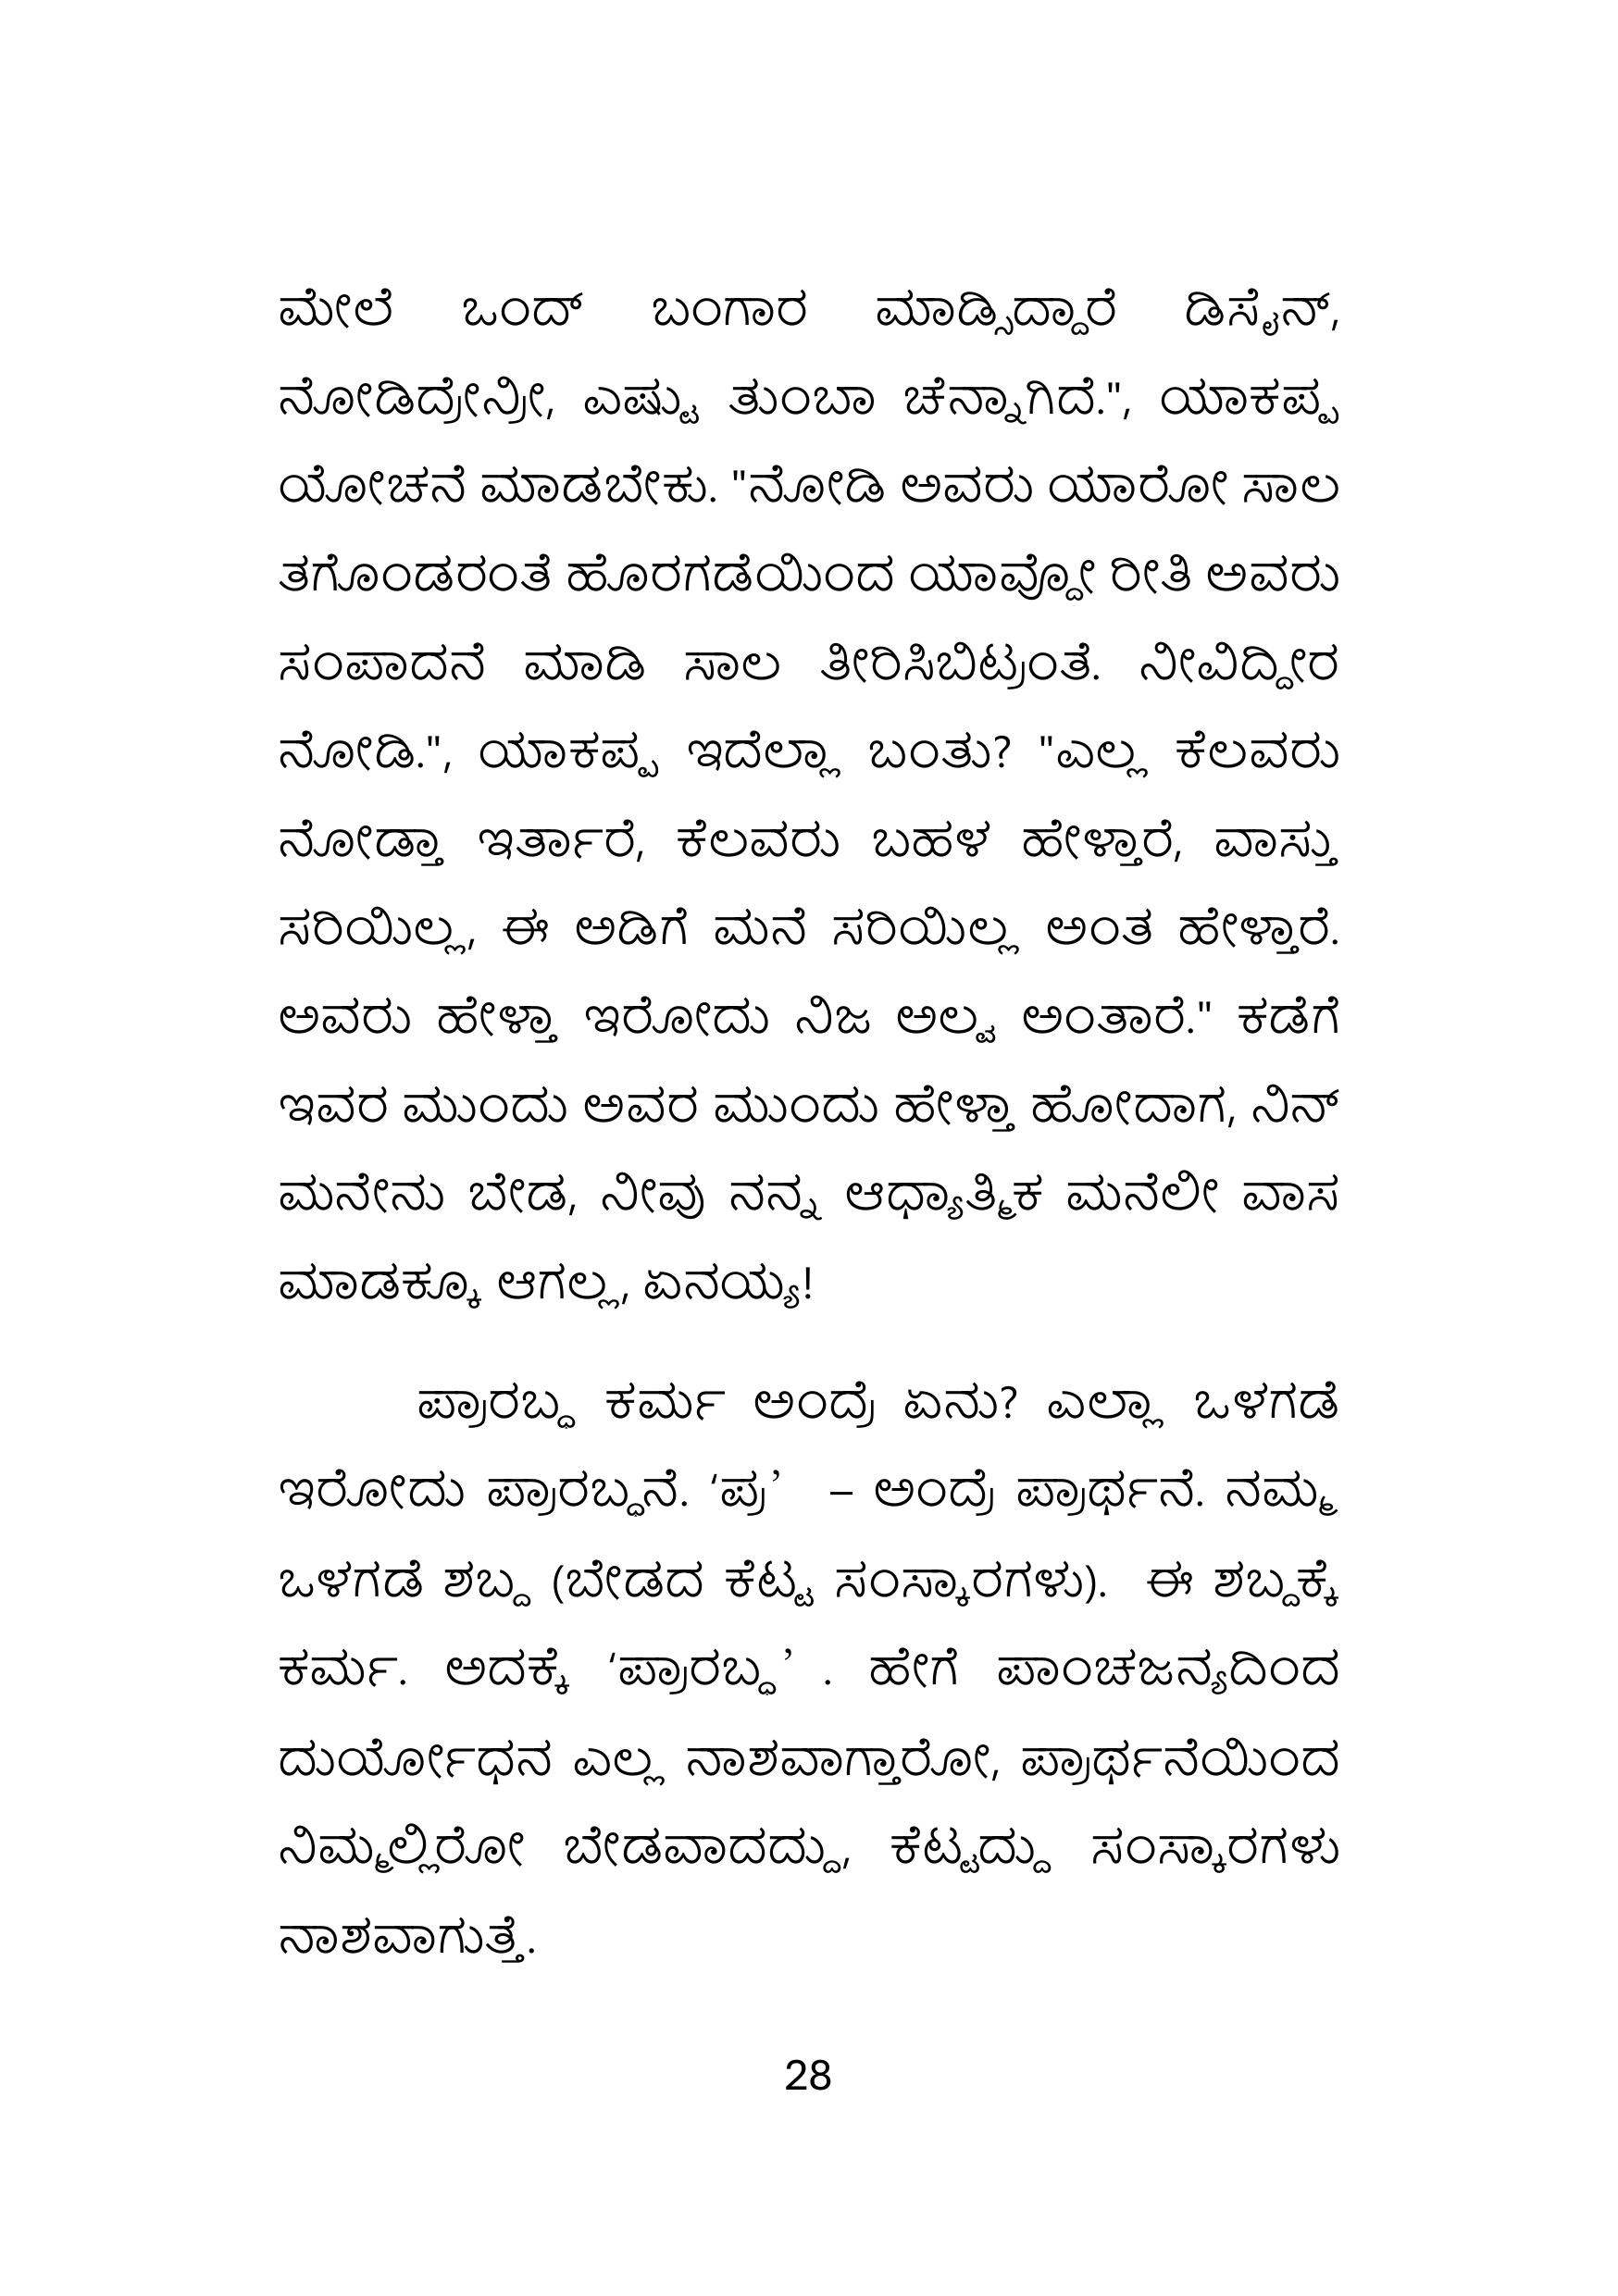 ಮೇಲೆ ಒಂದ್ ಬಂಗಾರ ಮಾಡ್ಸಿದ್ದಾರೆ ಡಿಸೈನ್,
ನೋಡಿದ್ರೇನ್ರೀ, ಎಷ್ಟು ತುಂಬಾ ಚೆನ್ನಾಗಿದೆ.", ಯಾಕಪ್ಪ
ಯೋಚನೆ ಮಾಡಬೇಕು. "ನೋಡಿ ಅವರು ಯಾರೋ ಸಾಲ
ತಗೊಂಡರಂತೆ ಹೊರಗಡೆಯಿಂದ ಯಾವ್ದೋ ರೀತಿ ಅವರು
ಸಂಪಾದನೆ ಮಾಡಿ ಸಾಲ ತೀರಿಸಿಬಿಟ್ರಂತೆ. ನೀವಿದ್ದೀರ
ನೋಡಿ.", ಯಾಕಪ್ಪ ಇದೆಲ್ಲಾ ಬಂತು? "ಎಲ್ಲ ಕೆಲವರು
ನೋಡ್ತಾ ಇರ್ತಾರೆ, ಕೆಲವರು ಬಹಳ ಹೇಳ್ತಾರೆ, ವಾಸ್ತು
ಸರಿಯಿಲ್ಲ, ಈ ಅಡಿಗೆ ಮನೆ ಸರಿಯಿಲ್ಲ ಅಂತ ಹೇಳ್ತಾರೆ.
ಅವರು ಹೇಳ್ತಾ ಇರೋದು ನಿಜ ಅಲ್ವ ಅಂತಾರೆ." ಕಡೆಗೆ
ಇವರ ಮುಂದು ಅವರ ಮುಂದು ಹೇಳ್ತಾ ಹೋದಾಗ, ನಿನ್
ಮನೇನು ಬೇಡ, ನೀವು ನನ್ನ ಆಧ್ಯಾತ್ಮಿಕ ಮನೆಲೀ ವಾಸ
ಮಾಡಕ್ಕೂ ಆಗಲ್ಲ, ಏನಯ್ಯ!
ಪ್ರಾರಬ್ಧ ಕರ್ಮ ಅಂದ್ರೆ ಏನು? ಎಲ್ಲಾ ಒಳಗಡೆ
ಇರೋದು ಪ್ರಾರಬ್ಧನೆ. ‘ಪ್ರ’ – ಅಂದ್ರೆ ಪ್ರಾರ್ಥನೆ. ನಮ್ಮ
ಒಳಗಡೆ ಶಬ್ದ (ಬೇಡದ ಕೆಟ್ಟ ಸಂಸ್ಕಾರಗಳು). ಈ ಶಬ್ದಕ್ಕೆ
ಕರ್ಮ. ಅದಕ್ಕೆ ‘ಪ್ರಾರಬ್ಧ’ . ಹೇಗೆ ಪಾಂಚಜನ್ಯದಿಂದ
ದುರ್ಯೋಧನ ಎಲ್ಲ ನಾಶವಾಗ್ತಾರೋ, ಪ್ರಾರ್ಥನೆಯಿಂದ
ನಿಮ್ಮಲ್ಲಿರೋ ಬೇಡವಾದದ್ದು, ಕೆಟ್ಟದ್ದು ಸಂಸ್ಕಾರಗಳು
ನಾಶವಾಗುತ್ತೆ.
28